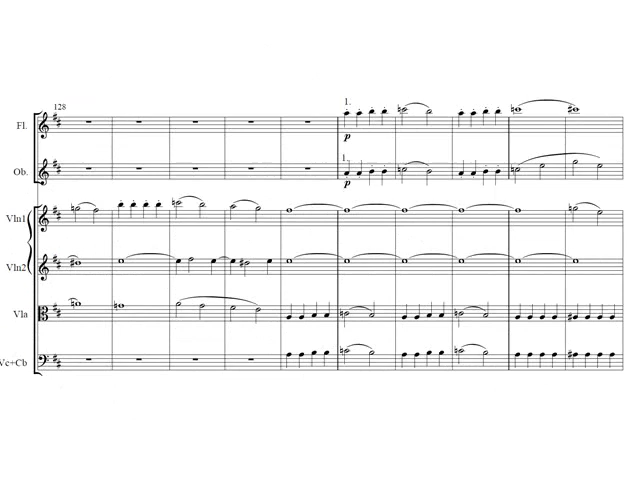 128
1.
Fl.
p
Ob.
1.
p
Vln1
Vln2
Vla
Vc+Cb